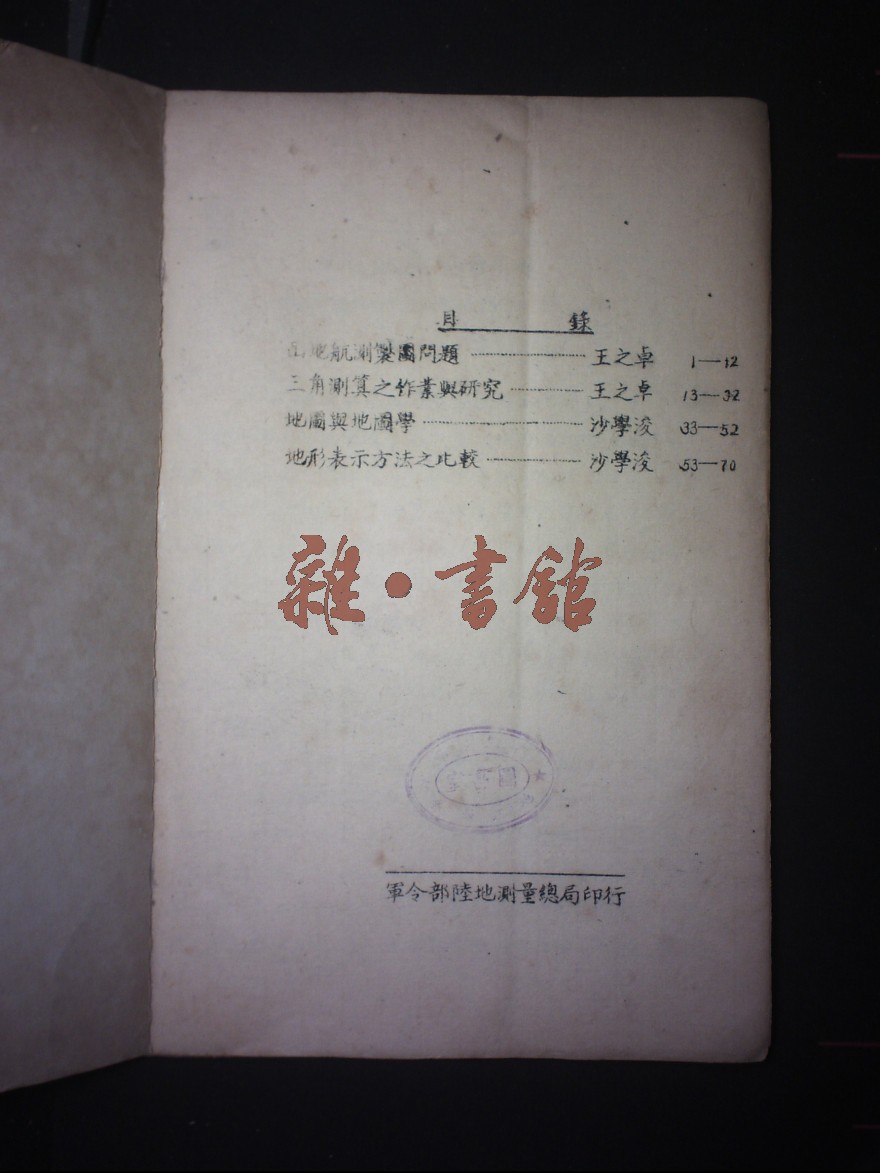 目 錄
地航測製圖問題 王之卓 1—12
三角測算之作業與研究 王之卓 13—32
地圖與地圖學 沙學浚 33—52
地形表示方法之比較 沙學浚 53—70
雜·書館
軍令部陸地測量總局印行